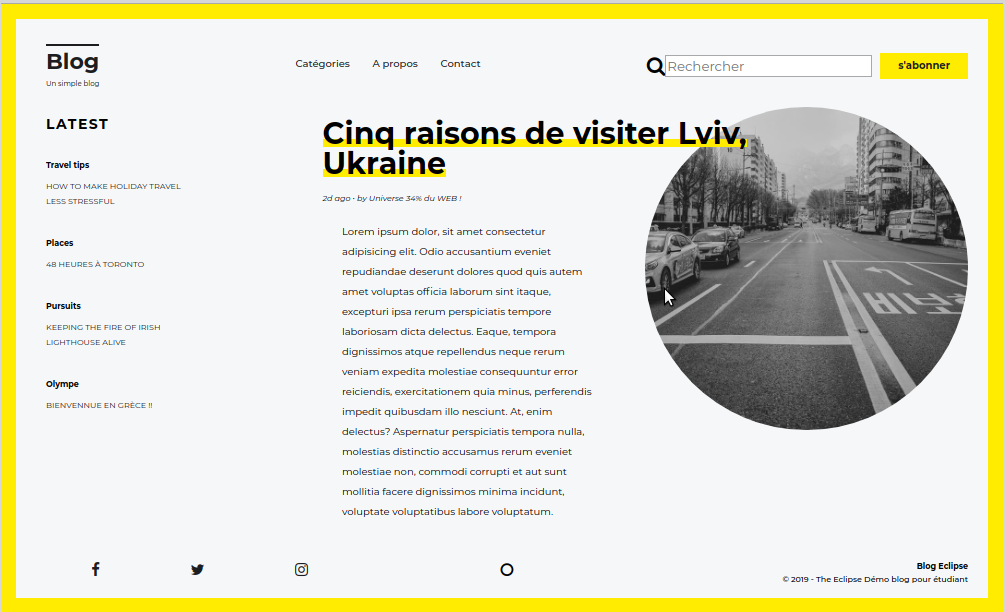 Blog
Un simple blog
Catégories A propos Contact
Rechercher
s'abonner
LATEST
Travel tips
HOW TO MAKE HOLIDAY TRAVEL
LESS STRESSFUL
Places
48 HEURES À TORONTO
Pursuits
KEEPING THE FIRE OF IRISH
LIGHTHOUSE ALIVE
Olympe
BIENVENNUE EN GRÈCE !!
Cinq raisons de visiter Lviv,
Ukraine
2d ago · by Universe 34% du WEB !
Lorem ipsum dolor, sit amet consectetur
adipisicing elit. Odio accusantium eveniet
repudiandae deserunt dolores quod quis autem
amet voluptas officia laborum sint itaque,
excepturi ipsa rerum perspiciatis tempore
laboriosam dicta delectus. Eaque, tempora
dignissimos atque repellendus neque rerum
veniam expedita molestiae consequuntur error
reiciendis, exercitationem quia minus, perferendis
impedit quibusdam illo nesciunt. At, enim
delectus? Aspernatur perspiciatis tempora nulla,
molestias distinctio accusamus rerum eveniet
molestiae non, commodi corrupti et aut sunt
mollitia facere dignissimos minima incidunt,
voluptate voluptatibus labore voluptatum.
Blog Eclipse
© 2019 - The Eclipse Démo blog pour étudiant